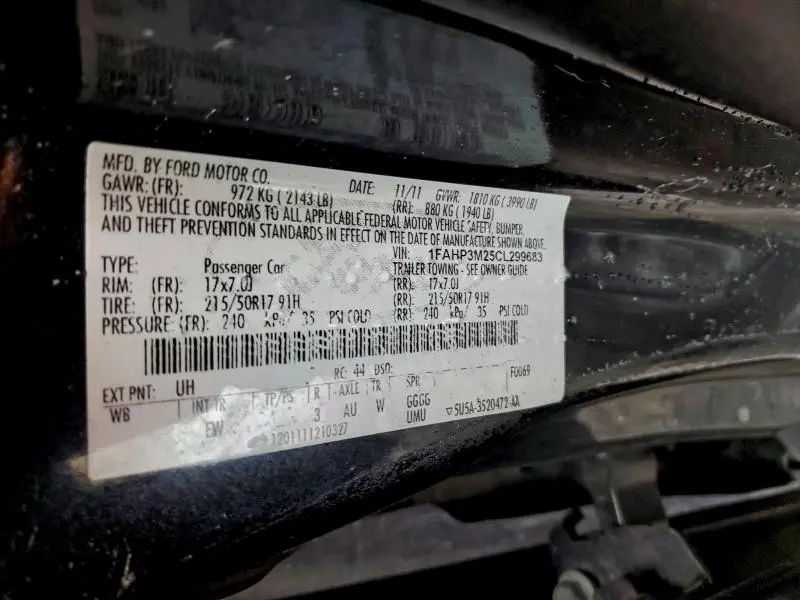 MFD. BY FORD MOTOR CO. DATE: 11/11 GVWR: 1810 KG ( 3990 LB)
GAWR: (FR): 972 KG ( 2143 LB) (RR): 880 KG ( 1940 LB)
THIS VEHICLE CONFORMS TO ALL APPLICABLE FEDERAL MOTOR VEHICLE SAFETY, BUMPER,
AND THEFT PREVENTION STANDARDS IN EFFECT ON THE DATE OF MANUFACTURE SHOWN ABOVE.
VIN: 1FAHP3M25CL299683
TYPE: Passenger Car TRAILER TOWING - SEE OWNER GUIDE
RIM: (FR): 17x7.0J (RR): 17x7.0J
TIRE: (FR): 215/50R17 91H (RR): 215/50R17 91H
PRESSURE: (FR): 240 kPa/ 35 PSI COLD (RR): 240 kPa/ 35 PSI COLD
RC: 44 DSO: F0069
EXT PNT: UH
WB INT TR TP/PS R AXLE TR SPR
EW 3 AU W GGGG
UMU
1201111210327 5U5A-3520472-AA